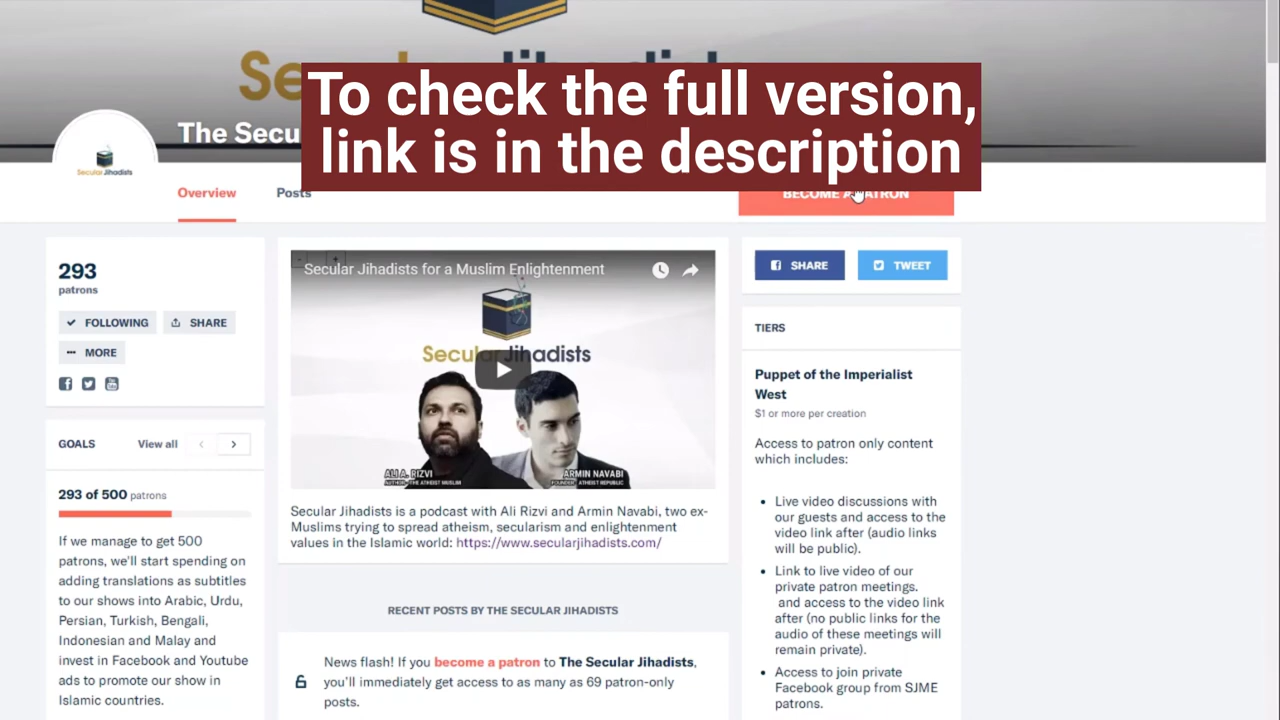 To check the full version,
link is in the description
The Secu
Secular Jihadists
Overview
Posts
BECOME A PATRON
293
patrons
FOLLOWING
SHARE
MORE
GOALS
View all
293 of 500 patrons
If we manage to get 500
patrons, we'll start spending on
adding translations as subtitles
to our shows into Arabic, Urdu,
Persian, Turkish, Bengali,
Indonesian and Malay and
invest in Facebook and Youtube
ads to promote our show in
Islamic countries.
Secular Jihadists for a Muslim Enlightenment
Secular Jihadists
ALI A. RIZVI
AUTHOR - THE ATHEIST MUSLIM
ARMIN NAVABI
FOUNDER - ATHEIST REPUBLIC
Secular Jihadists is a podcast with Ali Rizvi and Armin Navabi, two ex-
Muslims trying to spread atheism, secularism and enlightenment
values in the Islamic world: https://www.secularjihadists.com/
RECENT POSTS BY THE SECULAR JIHADISTS
News flash! If you become a patron to The Secular Jihadists,
you'll immediately get access to as many as 69 patron-only
posts.
SHARE
TWEET
TIERS
Puppet of the Imperialist
West
$1 or more per creation
Access to patron only content
which includes:
• Live video discussions with
our guests and access to the
video link after (audio links
will be public).
• Link to live video of our
private patron meetings.
and access to the video link
after (no public links for the
audio of these meetings will
remain private).
• Access to join private
Facebook group from SJME
patrons.